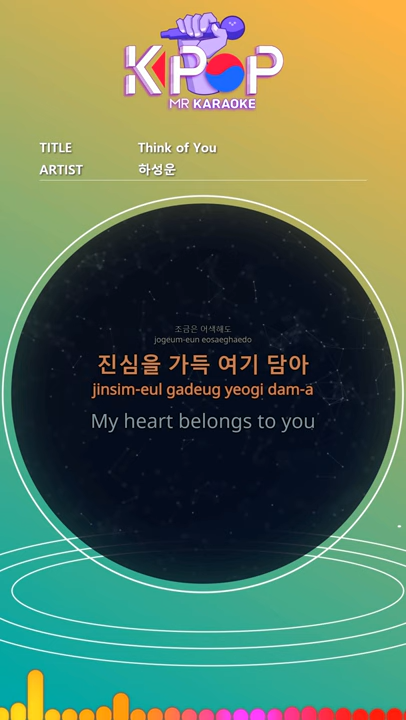 KPOP
MR KARAOKE
TITLE Think of You
ARTIST 하성운
조금은 어색해도
jogeum-eun eosaeghaedo
진심을 가득 여기 담아
jinsim-eul gadeug yeogi dam-a
My heart belongs to you